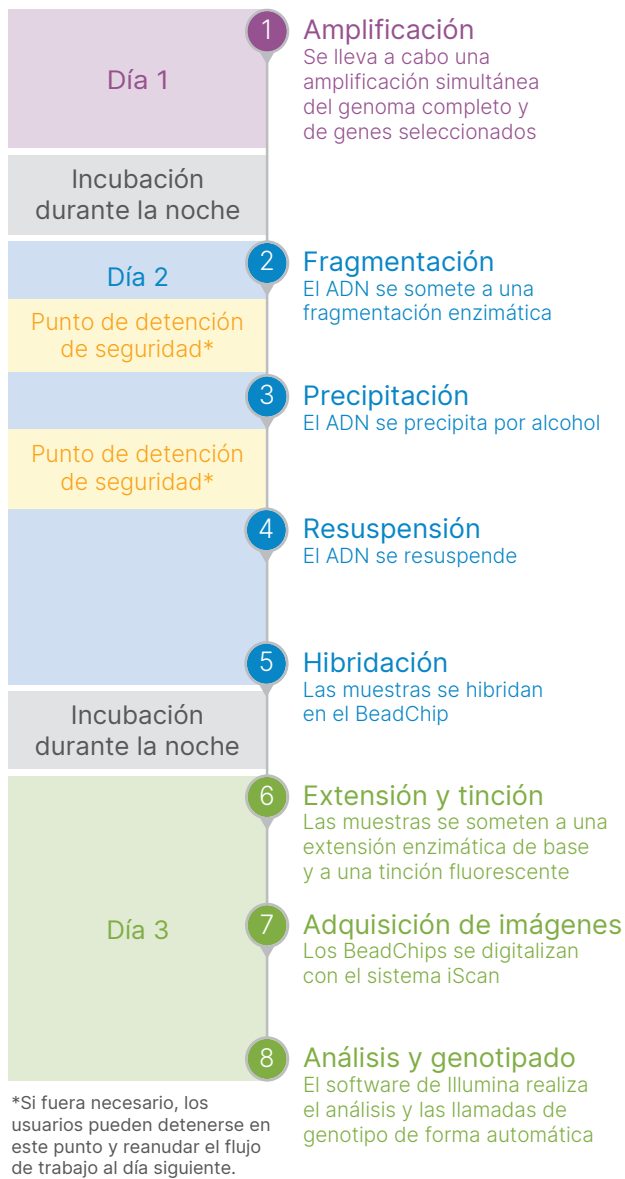 1
Amplificación
Se lleva a cabo una
amplificación simultánea
del genoma completo y
de genes seleccionados
Día 1
Incubación
durante la noche
2
Fragmentación
El ADN se somete a una
fragmentación enzimática
Día 2
Punto de detención
de seguridad*
3
Precipitación
El ADN se precipita por alcohol
Punto de detención
de seguridad*
4
Resuspensión
El ADN se resuspende
5
Hibridación
Las muestras se hibridan
en el BeadChip
Incubación
durante la noche
6
Extensión y tinción
Las muestras se someten a una
extensión enzimática de base
y a una tinción fluorescente
Día 3
7
Adquisición de imágenes
Los BeadChips se digitalizan
con el sistema iScan
8
Análisis y genotipado
El software de Illumina realiza
el análisis y las llamadas de
genotipo de forma automática
*Si fuera necesario, los
usuarios pueden detenerse en
este punto y reanudar el flujo
de trabajo al día siguiente.